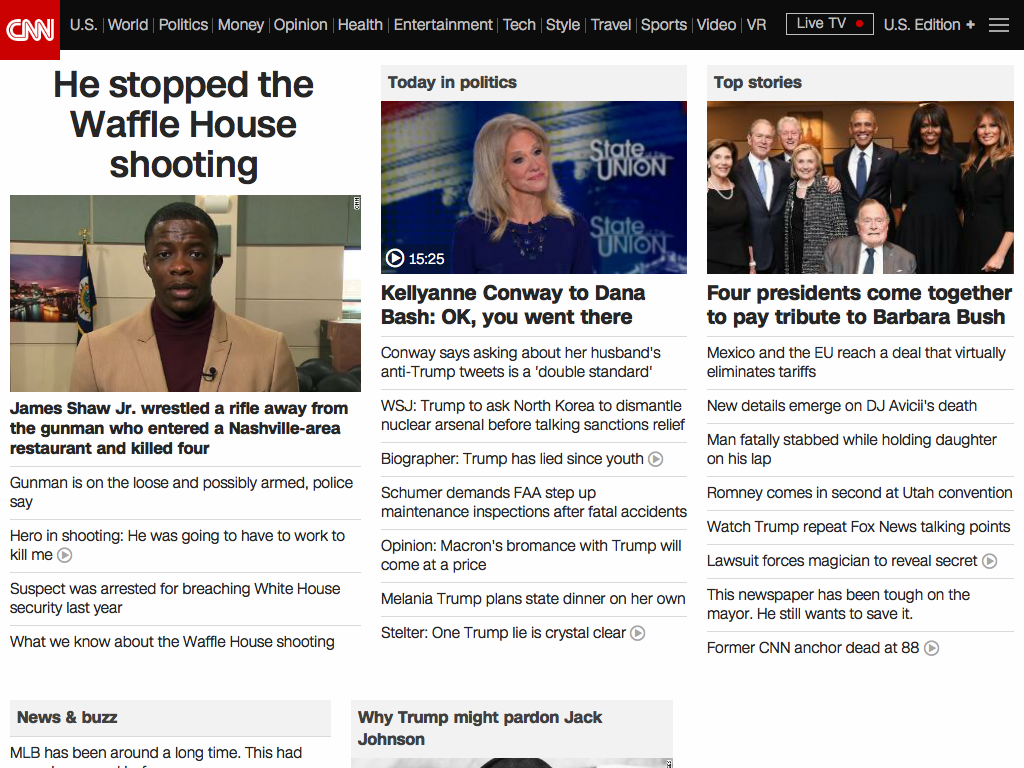 CNN
U.S.
World
Politics
Money
Opinion
Health
Entertainment
Tech
Style
Travel
Sports
Video
VR
Live TV
U.S. Edition +
He stopped the
Waffle House
shooting
CNN
James Shaw Jr. wrestled a rifle away from
the gunman who entered a Nashville-area
restaurant and killed four
Gunman is on the loose and possibly armed, police
say
Hero in shooting: He was going to have to work to
kill me
Suspect was arrested for breaching White House
security last year
What we know about the Waffle House shooting
Today in politics
State of the
UNION
State of the
UNION
15:25
Kellyanne Conway to Dana
Bash: OK, you went there
Conway says asking about her husband's
anti-Trump tweets is a 'double standard'
WSJ: Trump to ask North Korea to dismantle
nuclear arsenal before talking sanctions relief
Biographer: Trump has lied since youth
Schumer demands FAA step up
maintenance inspections after fatal accidents
Opinion: Macron's bromance with Trump will
come at a price
Melania Trump plans state dinner on her own
Stelter: One Trump lie is crystal clear
Top stories
Four presidents come together
to pay tribute to Barbara Bush
Mexico and the EU reach a deal that virtually
eliminates tariffs
New details emerge on DJ Avicii's death
Man fatally stabbed while holding daughter
on his lap
Romney comes in second at Utah convention
Watch Trump repeat Fox News talking points
Lawsuit forces magician to reveal secret
This newspaper has been tough on the
mayor. He still wants to save it.
Former CNN anchor dead at 88
News & buzz
MLB has been around a long time. This had
Why Trump might pardon Jack
Johnson